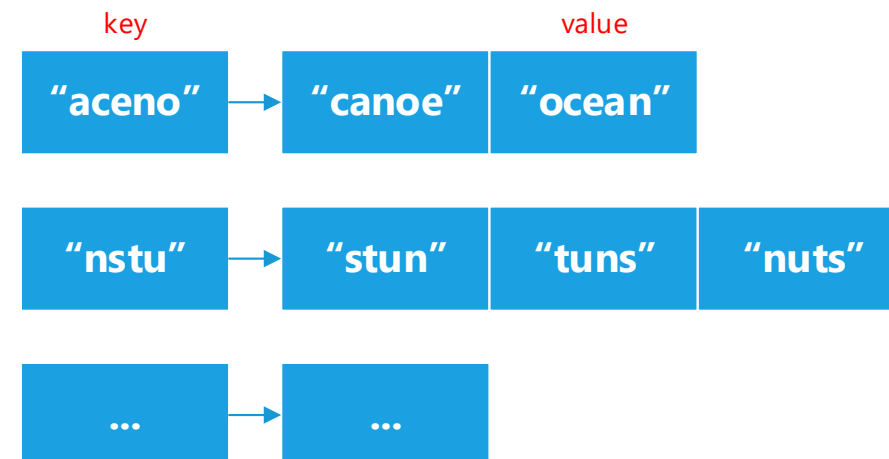 key value
“aceno” “canoe” “ocean”
“nstu” “stun” “tuns” “nuts”
... ...